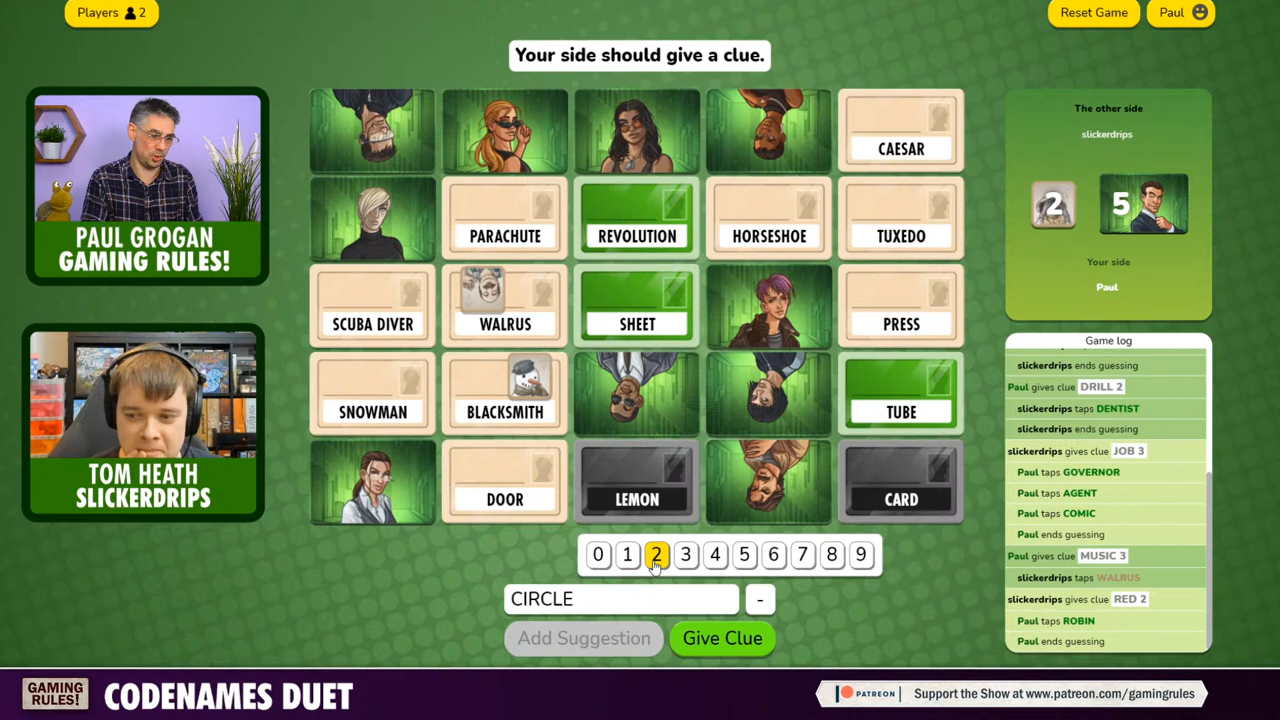 Players 2
Reset Game
Paul
Your side should give a clue.
CAESAR
PARACHUTE
REVOLUTION
HORSESHOE
TUXEDO
SCUBA DIVER
WALRUS
SHEET
PRESS
SNOWMAN
BLACKSMITH
TUBE
DOOR
LEMON
CARD
0 1 2 3 4 5 6 7 8 9
CIRCLE
-
Add Suggestion
Give Clue
PAUL GROGAN
GAMING RULES!
TOM HEATH
SLICKERDRIPS
The other side
slickerdrips
2
5
Your side
Paul
Game log
slickerdrips ends guessing
Paul gives clue DRILL 2
slickerdrips taps DENTIST
slickerdrips ends guessing
slickerdrips gives clue JOB 3
Paul taps GOVERNOR
Paul taps AGENT
Paul taps COMIC
Paul ends guessing
Paul gives clue MUSIC 3
slickerdrips taps WALRUS
slickerdrips gives clue RED 2
Paul taps ROBIN
Paul ends guessing
GAMING
RULES!
CODENAMES DUET
PATREON
Support the Show at www.patreon.com/gamingrules